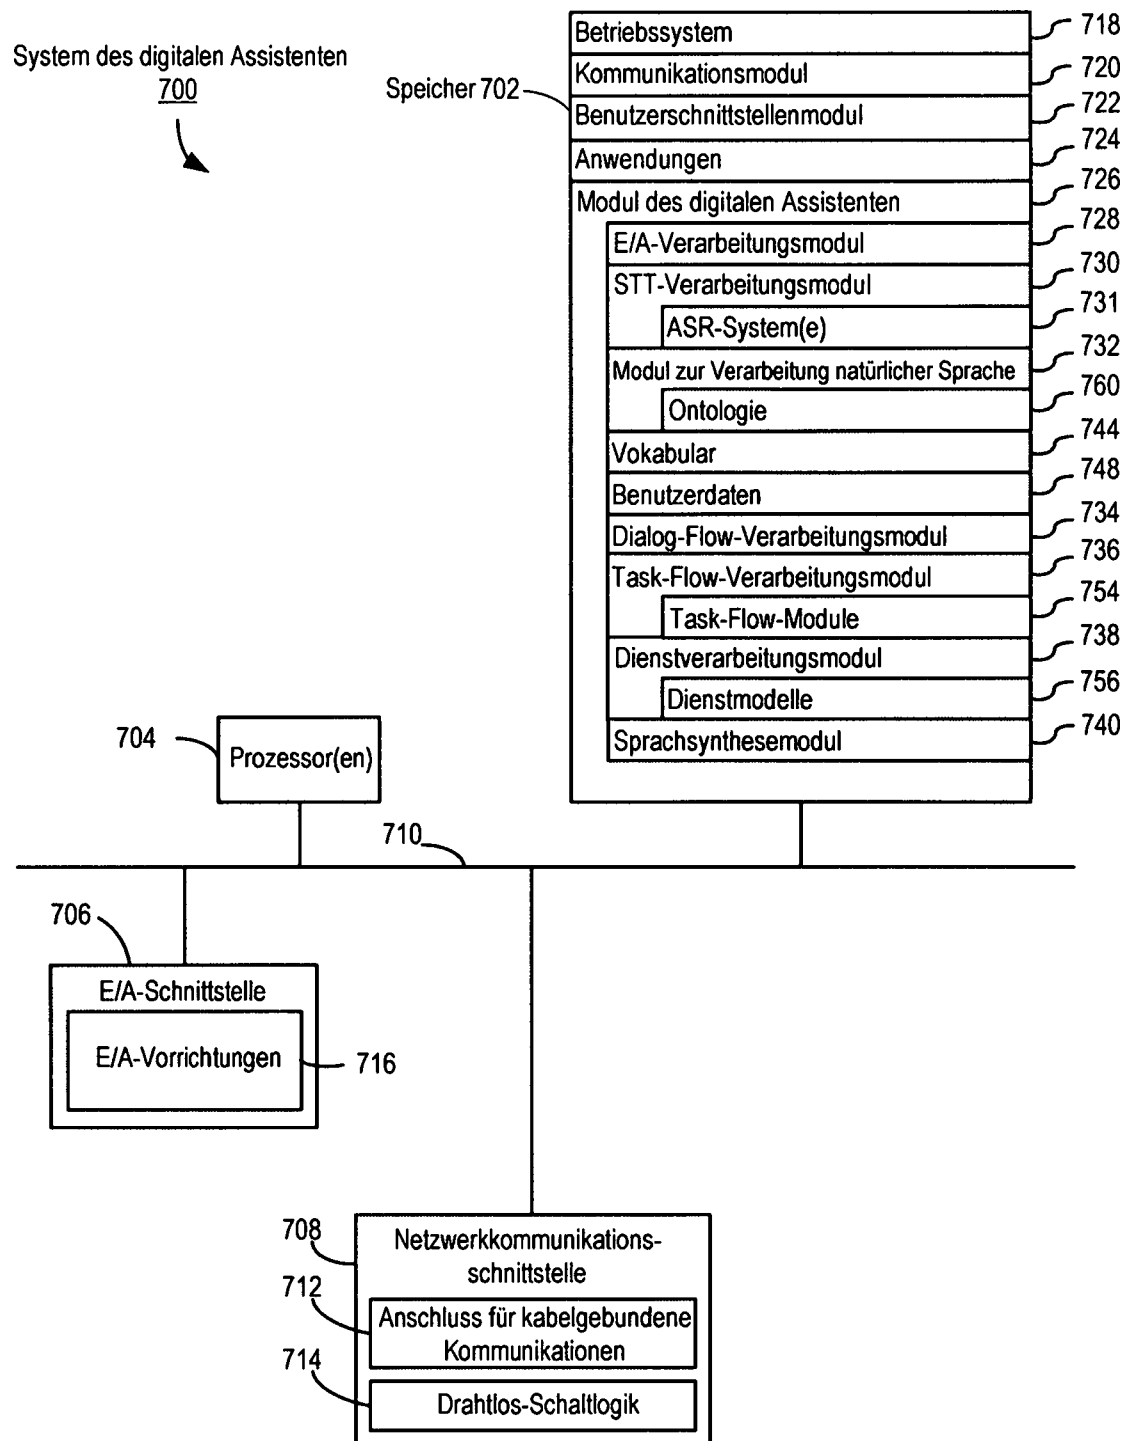 System des digitalen Assistenten
700
Speicher 702
Betriebssystem
718
Kommunikationsmodul
720
Benutzerschnittstellenmodul
722
Anwendungen
724
Modul des digitalen Assistenten
726
E/A-Verarbeitungsmodul
728
STT-Verarbeitungsmodul
730
ASR-System(e)
731
Modul zur Verarbeitung natürlicher Sprache
732
Ontologie
760
Vokabular
744
Benutzerdaten
748
Dialog-Flow-Verarbeitungsmodul
734
Task-Flow-Verarbeitungsmodul
736
Task-Flow-Module
754
Dienstverarbeitungsmodul
738
Dienstmodelle
756
Sprachsynthesemodul
740
704
Prozessor(en)
710
706
E/A-Schnittstelle
E/A-Vorrichtungen
716
708
Netzwerkkommunikations-
schnittstelle
712
Anschluss für kabelgebundene
Kommunikationen
714
Drahtlos-Schaltlogik